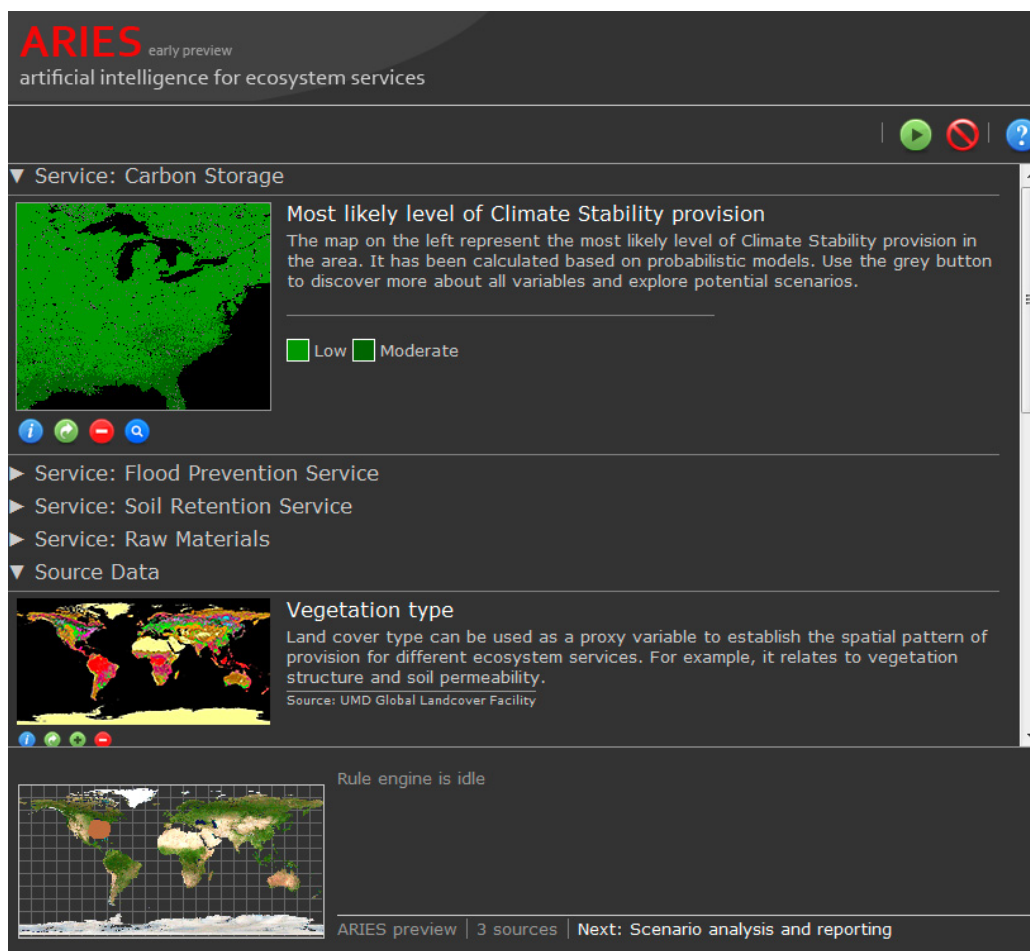 ARIES early preview
artificial intelligence for ecosystem services
▼ Service: Carbon Storage
Most likely level of Climate Stability provision
The map on the left represent the most likely level of Climate Stability provision in
the area. It has been calculated based on probabilistic models. Use the grey button
to discover more about all variables and explore potential scenarios.
Low Moderate
► Service: Flood Prevention Service
► Service: Soil Retention Service
► Service: Raw Materials
▼ Source Data
Vegetation type
Land cover type can be used as a proxy variable to establish the spatial pattern of
provision for different ecosystem services. For example, it relates to vegetation
structure and soil permeability.
Source: UMD Global Landcover Facility
Rule engine is idle
ARIES preview | 3 sources | Next: Scenario analysis and reporting